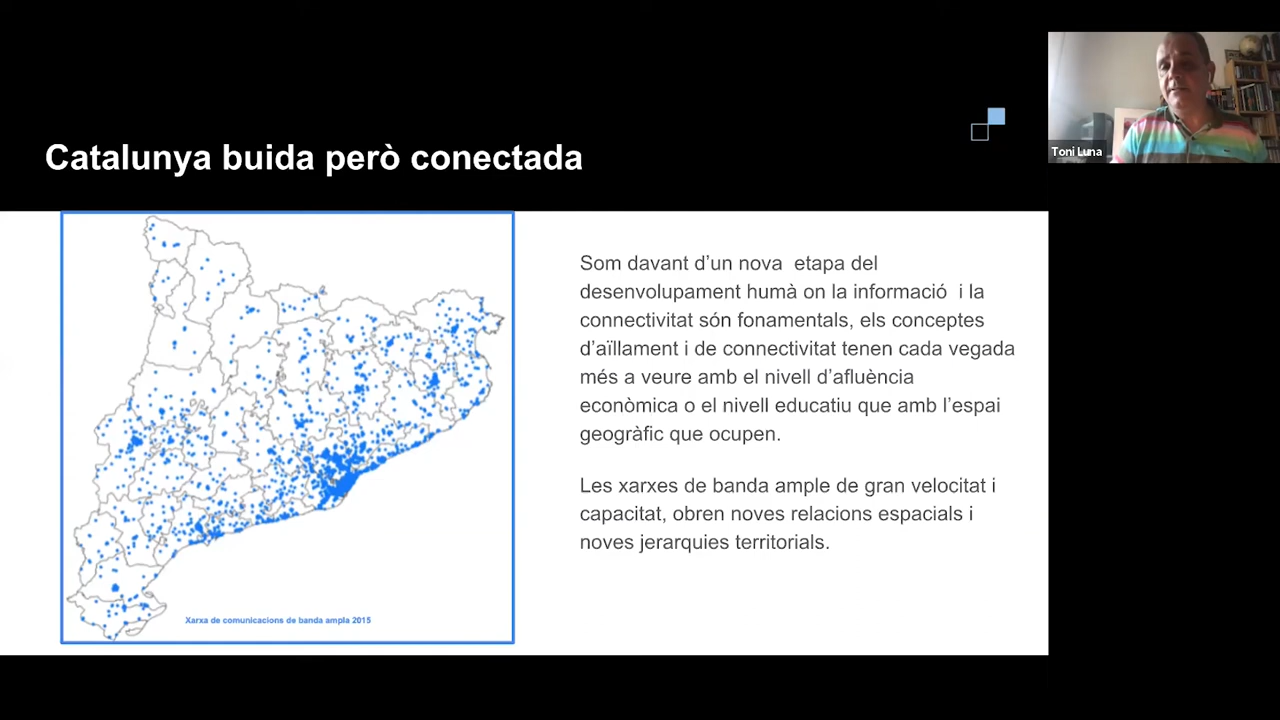 Catalunya buida però conectada
Toni Luna
Som davant d’un nova  etapa del
desenvolupament humà on la informació  i la
connectivitat són fonamentals, els conceptes
d’aïllament i de connectivitat tenen cada vegada
més a veure amb el nivell d’afluència
econòmica o el nivell educatiu que amb l’espai
geogràfic que ocupen.
Les xarxes de banda ample de gran velocitat i
capacitat, obren noves relacions espacials i
noves jerarquies territorials.
Xarxa de comunicacions de banda ampla 2015